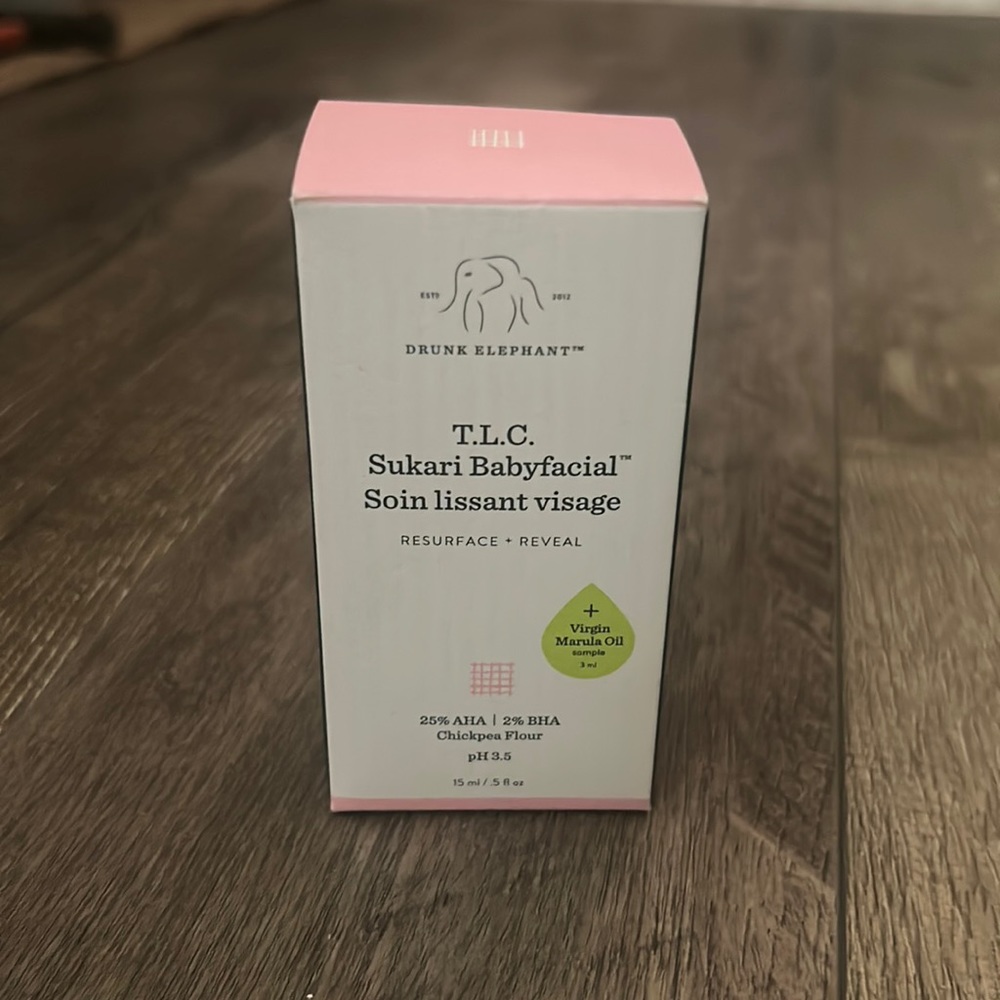 ESTD 2012
DRUNK ELEPHANT™
T.L.C.
Sukari Babyfacial™
Soin lissant visage
RESURFACE + REVEAL
+
Virgin
Marula Oil
sample
3 ml
25% AHA | 2% BHA
Chickpea Flour
pH 3.5
15 ml / .5 fl oz